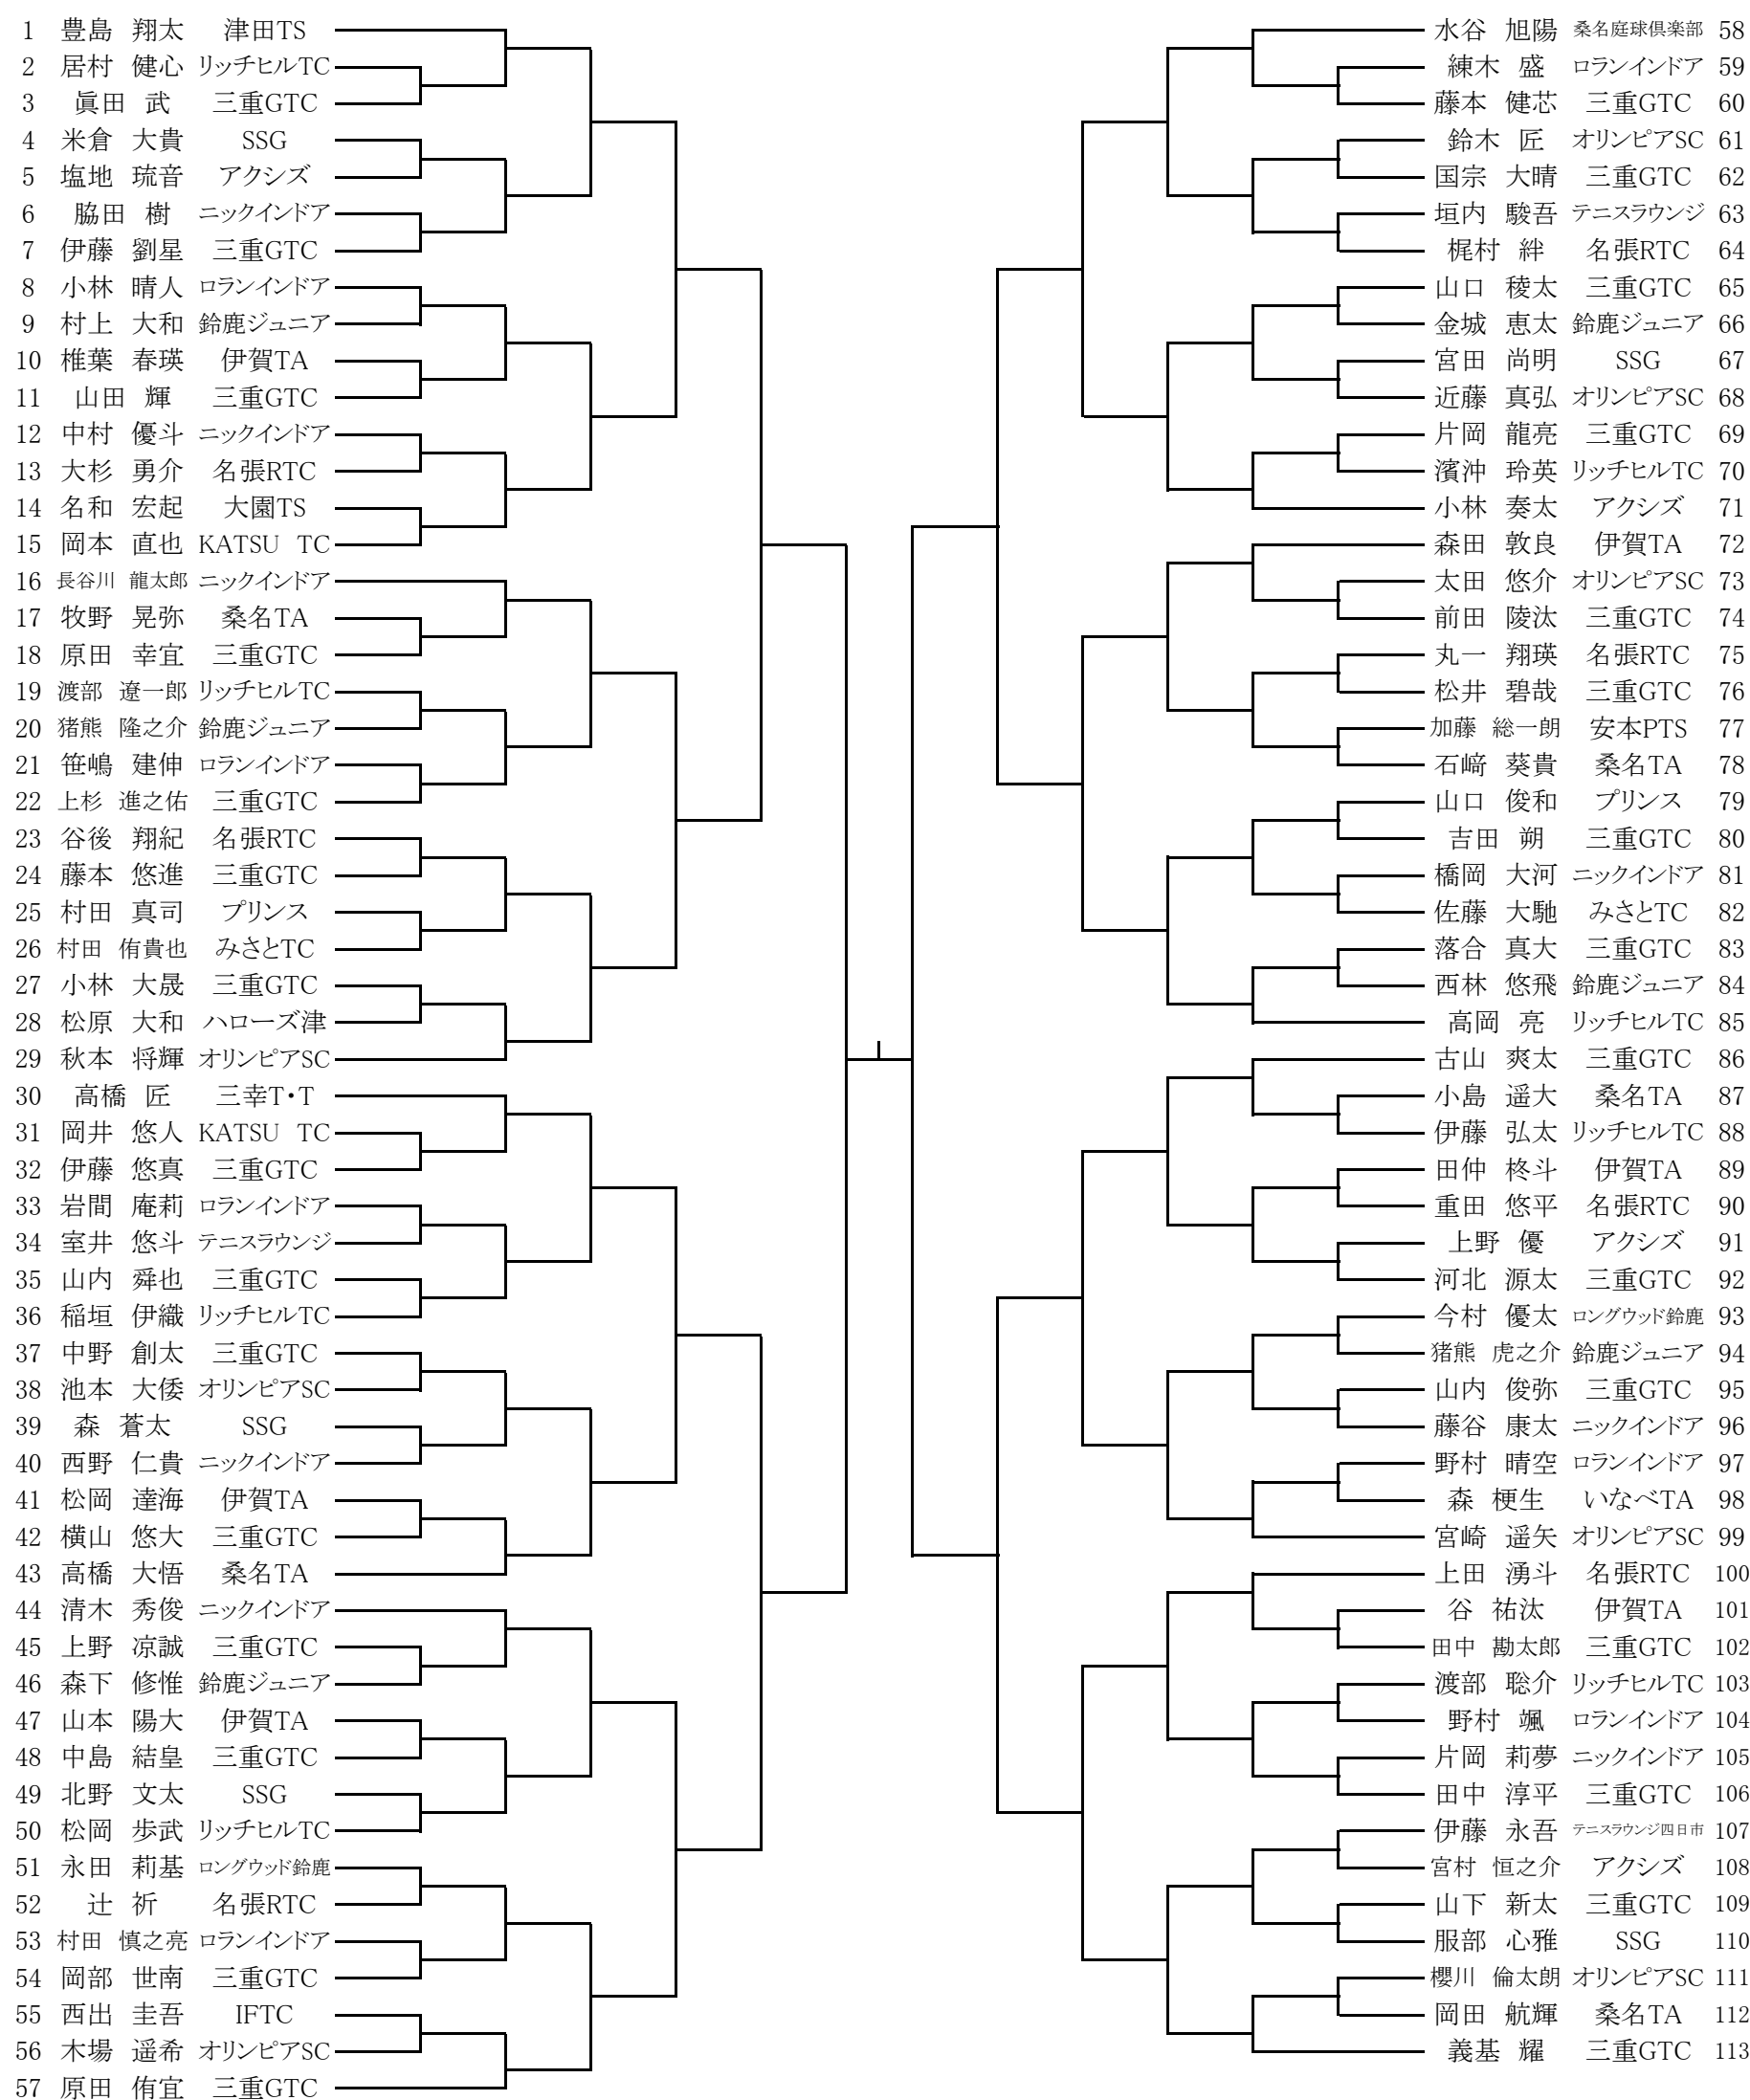 1 豊島 翔太 津田TS
2 居村 健心 リッチヒルTC
3 眞田 武 三重GTC
4 米倉 大貴 SSG
5 塩地 琉音 アクシズ
6 脇田 樹 ニックインドア
7 伊藤 劉星 三重GTC
8 小林 晴人 ロランインドア
9 村上 大和 鈴鹿ジュニア
10 椎葉 春瑛 伊賀TA
11 山田 輝 三重GTC
12 中村 優斗 ニックインドア
13 大杉 勇介 名張RTC
14 名和 宏起 大園TS
15 岡本 直也 KATSU TC
16 長谷川 龍太郎 ニックインドア
17 牧野 晃弥 桑名TA
18 原田 幸宜 三重GTC
19 渡部 遼一郎 リッチヒルTC
20 猪熊 隆之介 鈴鹿ジュニア
21 笹嶋 建伸 ロランインドア
22 上杉 進之佑 三重GTC
23 谷後 翔紀 名張RTC
24 藤本 悠進 三重GTC
25 村田 真司 プリンス
26 村田 侑貴也 みさとTC
27 小林 大晟 三重GTC
28 松原 大和 ハローズ津
29 秋本 将輝 オリンピアSC
30 高橋 匠 三幸T・T
31 岡井 悠人 KATSU TC
32 伊藤 悠真 三重GTC
33 岩間 庵莉 ロランインドア
34 室井 悠斗 テニスラウンジ
35 山内 舜也 三重GTC
36 稲垣 伊織 リッチヒルTC
37 中野 創太 三重GTC
38 池本 大倭 オリンピアSC
39 森 蒼太 SSG
40 西野 仁貴 ニックインドア
41 松岡 達海 伊賀TA
42 横山 悠大 三重GTC
43 高橋 大悟 桑名TA
44 清木 秀俊 ニックインドア
45 上野 凉誠 三重GTC
46 森下 修惟 鈴鹿ジュニア
47 山本 陽大 伊賀TA
48 中島 結皇 三重GTC
49 北野 文太 SSG
50 松岡 歩武 リッチヒルTC
51 永田 莉基 ロングウッド鈴鹿
52 辻 祈 名張RTC
53 村田 慎之亮 ロランインドア
54 岡部 世南 三重GTC
55 西出 圭吾 IFTC
56 木場 遥希 オリンピアSC
57 原田 侑宜 三重GTC
水谷 旭陽 桑名庭球倶楽部 58
練木 盛 ロランインドア 59
藤本 健芯 三重GTC 60
鈴木 匠 オリンピアSC 61
国宗 大晴 三重GTC 62
垣内 駿吾 テニスラウンジ 63
梶村 絆 名張RTC 64
山口 稜太 三重GTC 65
金城 恵太 鈴鹿ジュニア 66
宮田 尚明 SSG 67
近藤 真弘 オリンピアSC 68
片岡 龍亮 三重GTC 69
濱沖 玲英 リッチヒルTC 70
小林 奏太 アクシズ 71
森田 敦良 伊賀TA 72
太田 悠介 オリンピアSC 73
前田 陵汰 三重GTC 74
丸一 翔瑛 名張RTC 75
松井 碧哉 三重GTC 76
加藤 総一朗 安本PTS 77
石﨑 葵貴 桑名TA 78
山口 俊和 プリンス 79
吉田 朔 三重GTC 80
橋岡 大河 ニックインドア 81
佐藤 大馳 みさとTC 82
落合 真大 三重GTC 83
西林 悠飛 鈴鹿ジュニア 84
高岡 亮 リッチヒルTC 85
古山 爽太 三重GTC 86
小島 遥大 桑名TA 87
伊藤 弘太 リッチヒルTC 88
田仲 柊斗 伊賀TA 89
重田 悠平 名張RTC 90
上野 優 アクシズ 91
河北 源太 三重GTC 92
今村 優太 ロングウッド鈴鹿 93
猪熊 虎之介 鈴鹿ジュニア 94
山内 俊弥 三重GTC 95
藤谷 康太 ニックインドア 96
野村 晴空 ロランインドア 97
森 梗生 いなべTA 98
宮崎 遥矢 オリンピアSC 99
上田 湧斗 名張RTC 100
谷 祐汰 伊賀TA 101
田中 勘太郎 三重GTC 102
渡部 聡介 リッチヒルTC 103
野村 颯 ロランインドア 104
片岡 莉夢 ニックインドア 105
田中 淳平 三重GTC 106
伊藤 永吾 テニスラウンジ四日市 107
宮村 恒之介 アクシズ 108
山下 新太 三重GTC 109
服部 心雅 SSG 110
櫻川 倫太朗 オリンピアSC 111
岡田 航輝 桑名TA 112
義基 耀 三重GTC 113